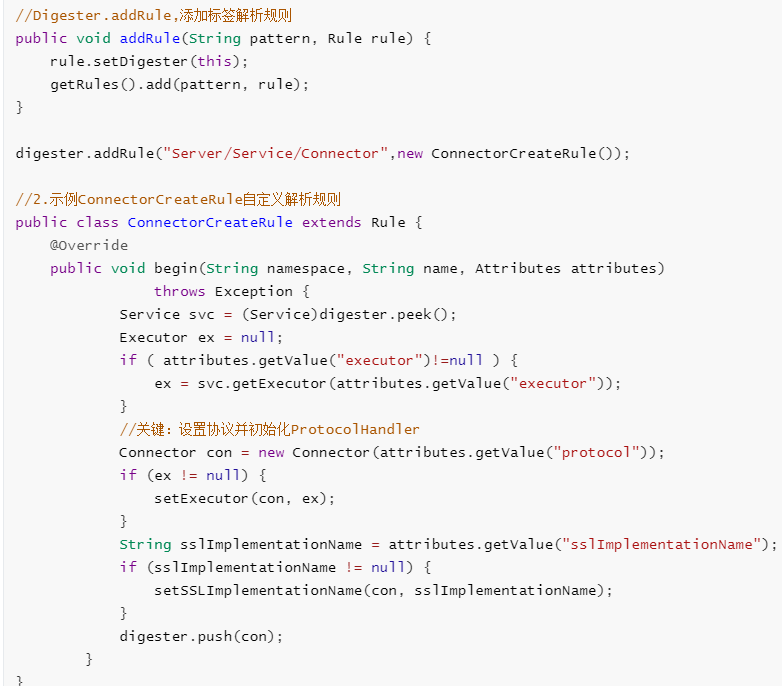 //Digester.addRule,添加标签解析规则
public void addRule(String pattern, Rule rule) {
    rule.setDigester(this);
    getRules().add(pattern, rule);
}

digester.addRule("Server/Service/Connector",new ConnectorCreateRule());

//2.示例ConnectorCreateRule自定义解析规则
public class ConnectorCreateRule extends Rule {
    @Override
    public void begin(String namespace, String name, Attributes attributes)
                throws Exception {
            Service svc = (Service)digester.peek();
            Executor ex = null;
            if ( attributes.getValue("executor")!=null ) {
                ex = svc.getExecutor(attributes.getValue("executor"));
            }
            //关键：设置协议并初始化ProtocolHandler
            Connector con = new Connector(attributes.getValue("protocol"));
            if (ex != null) {
                setExecutor(con, ex);
            }
            String sslImplementationName = attributes.getValue("sslImplementationName");
            if (sslImplementationName != null) {
                setSSLImplementationName(con, sslImplementationName);
            }
            digester.push(con);
        }
}